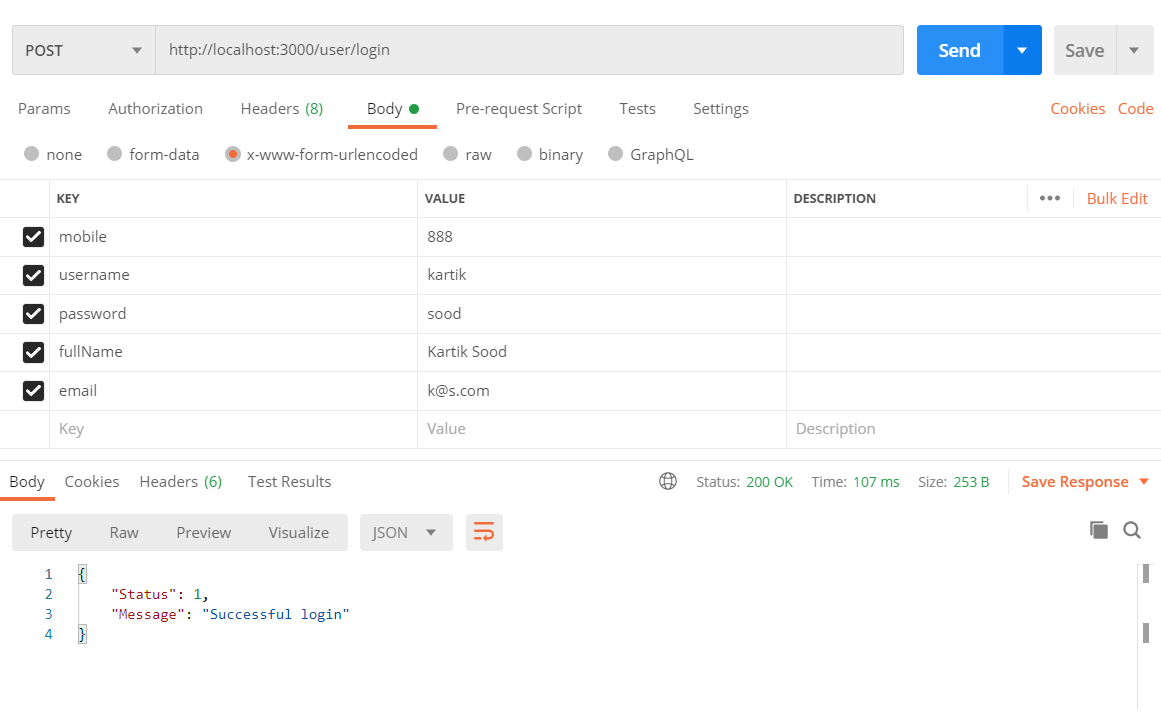 POST http://localhost:3000/user/login Send Save
Params Authorization Headers (8) Body Pre-request Script Tests Settings Cookies Code
none form-data x-www-form-urlencoded raw binary GraphQL
KEY VALUE DESCRIPTION ••• Bulk Edit
mobile 888
username kartik
password sood
fullName Kartik Sood
email k@s.com
Key Value Description
Body Cookies Headers (6) Test Results Status: 200 OK Time: 107 ms Size: 253 B Save Response
Pretty Raw Preview Visualize JSON
1 {
2 "Status": 1,
3 "Message": "Successful login"
4 }